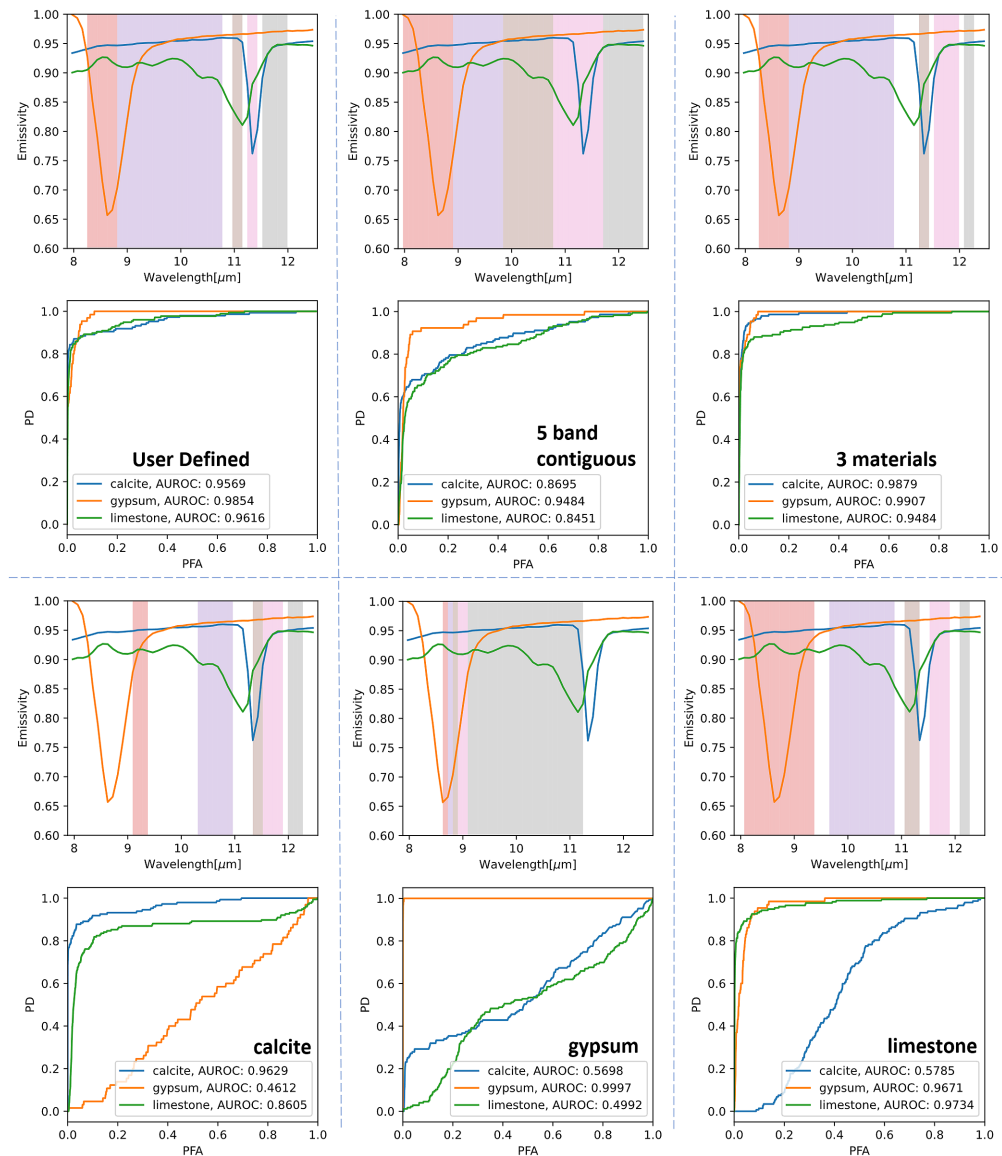 1.00
0.95
0.90
0.85
0.80
0.75
0.70
0.65
0.60
Emissivity
8 9 10 11 12
Wavelength[μm]
1.00
0.95
0.90
0.85
0.80
0.75
0.70
0.65
0.60
Emissivity
8 9 10 11 12
Wavelength[μm]
1.00
0.95
0.90
0.85
0.80
0.75
0.70
0.65
0.60
Emissivity
8 9 10 11 12
Wavelength[μm]
1.0
0.8
0.6
0.4
0.2
0.0
PD
User Defined
calcite, AUROC: 0.9569
gypsum, AUROC: 0.9854
limestone, AUROC: 0.9616
0.0 0.2 0.4 0.6 0.8 1.0
PFA
1.0
0.8
0.6
0.4
0.2
0.0
PD
5 band
contiguous
calcite, AUROC: 0.8695
gypsum, AUROC: 0.9484
limestone, AUROC: 0.8451
0.0 0.2 0.4 0.6 0.8 1.0
PFA
1.0
0.8
0.6
0.4
0.2
0.0
PD
3 materials
calcite, AUROC: 0.9879
gypsum, AUROC: 0.9907
limestone, AUROC: 0.9484
0.0 0.2 0.4 0.6 0.8 1.0
PFA
1.00
0.95
0.90
0.85
0.80
0.75
0.70
0.65
0.60
Emissivity
8 9 10 11 12
Wavelength[μm]
1.00
0.95
0.90
0.85
0.80
0.75
0.70
0.65
0.60
Emissivity
8 9 10 11 12
Wavelength[μm]
1.00
0.95
0.90
0.85
0.80
0.75
0.70
0.65
0.60
Emissivity
8 9 10 11 12
Wavelength[μm]
1.0
0.8
0.6
0.4
0.2
0.0
PD
calcite
calcite, AUROC: 0.9629
gypsum, AUROC: 0.4612
limestone, AUROC: 0.8605
0.0 0.2 0.4 0.6 0.8 1.0
PFA
1.0
0.8
0.6
0.4
0.2
0.0
PD
gypsum
calcite, AUROC: 0.5698
gypsum, AUROC: 0.9997
limestone, AUROC: 0.4992
0.0 0.2 0.4 0.6 0.8 1.0
PFA
1.0
0.8
0.6
0.4
0.2
0.0
PD
limestone
calcite, AUROC: 0.5785
gypsum, AUROC: 0.9671
limestone, AUROC: 0.9734
0.0 0.2 0.4 0.6 0.8 1.0
PFA